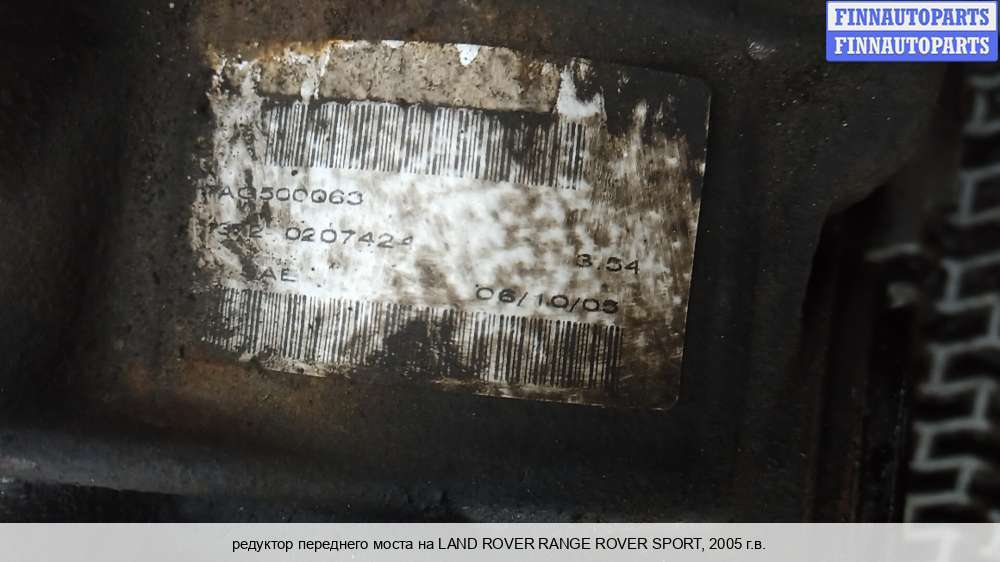 FINNAUTOPARTS
FINNAUTOPARTS
AG500063
0207424
3.54
AE
06/10/05
редуктор переднего моста на LAND ROVER RANGE ROVER SPORT, 2005 г.в.